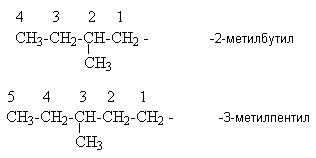 4 3 2 1
CH3-CH2-CH-CH2 - -2-метилбутил
CH3
5 4 3 2 1
CH3-CH2-CH-CH2-CH2 - -3-метилпентил
CH3